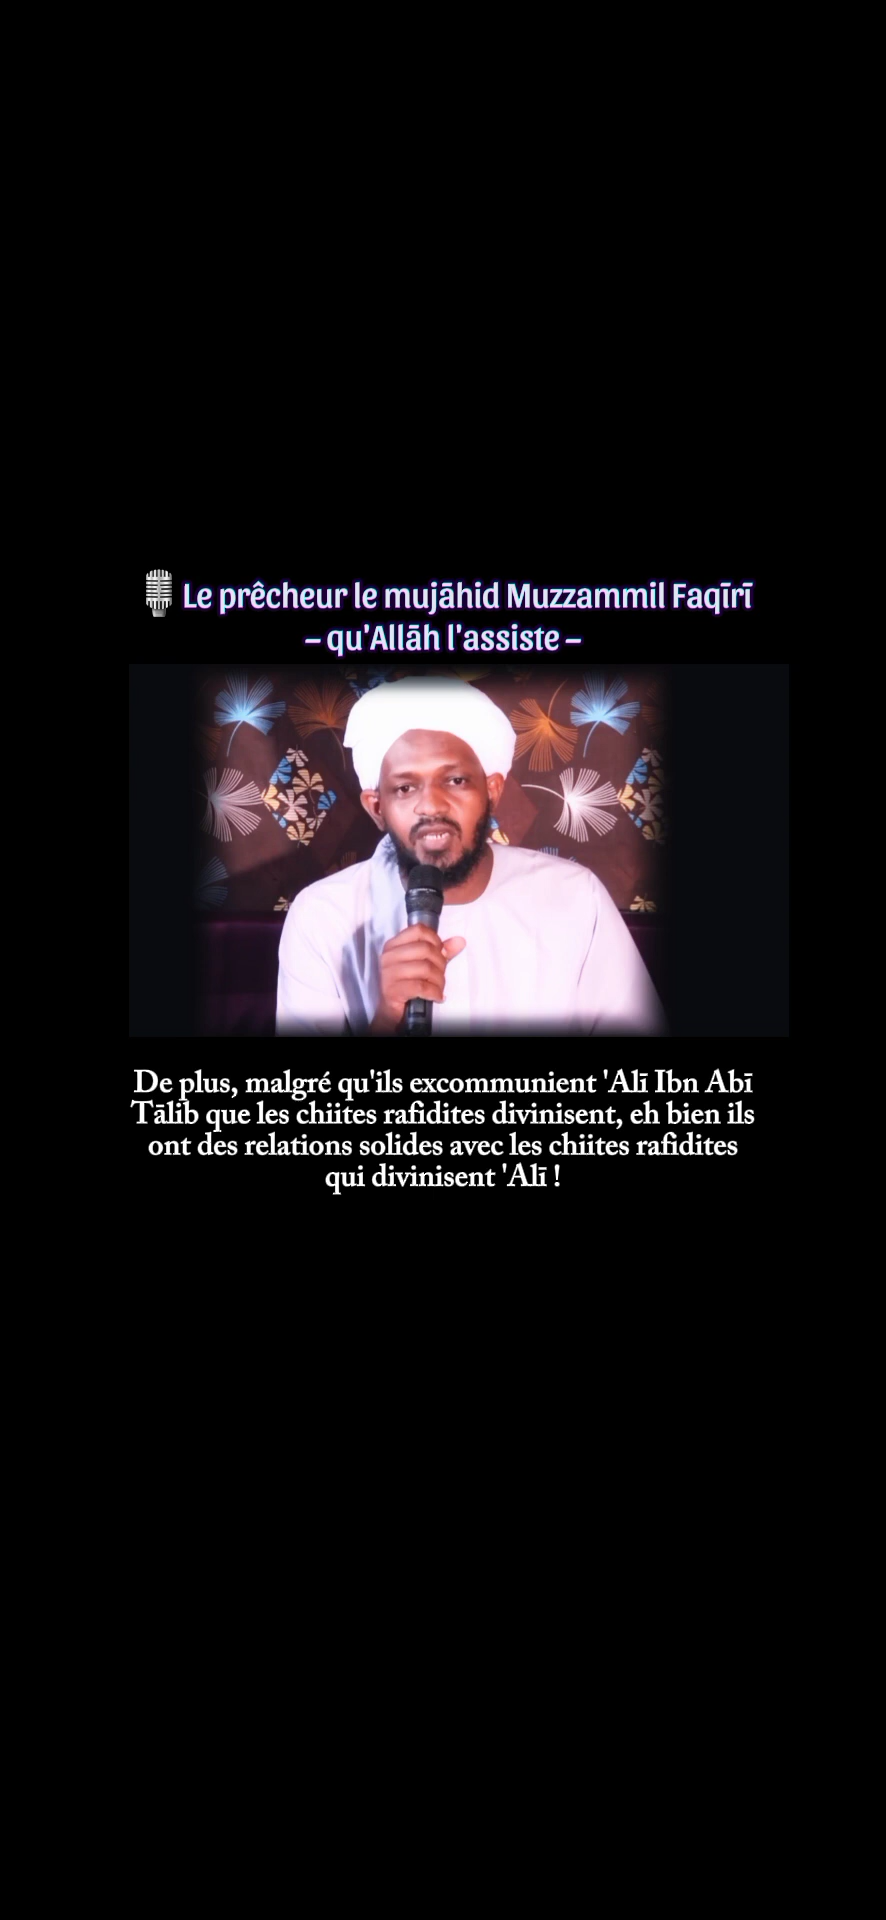 Le prêcheur le mujāhid Muzzammil Faqīrī
– qu'Allāh l'assiste –
De plus, malgré qu'ils excommunient 'Alī Ibn Abī
Tālib que les chiites rafidites divinisent, eh bien ils
ont des relations solides avec les chiites rafidites
qui divinisent 'Alī !